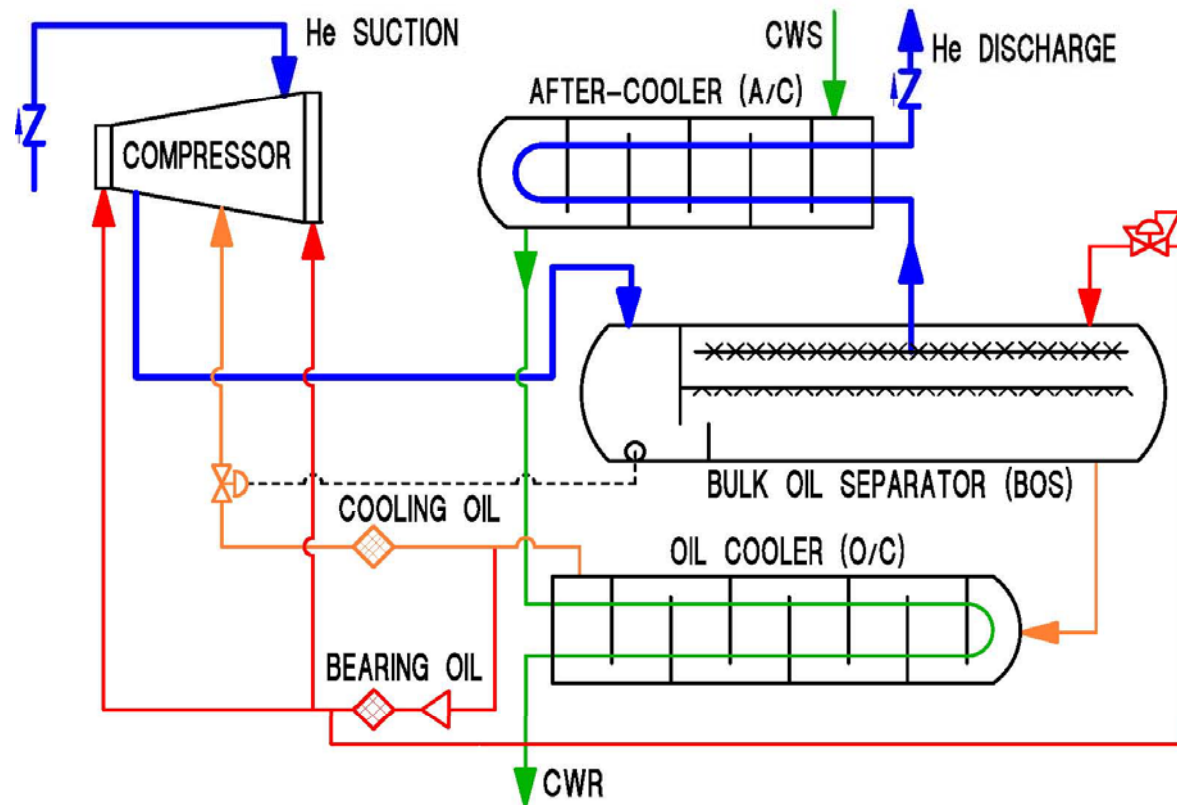 He SUCTION
CWS
He DISCHARGE
AFTER-COOLER (A/C)
COMPRESSOR
BULK OIL SEPARATOR (BOS)
COOLING OIL
OIL COOLER (O/C)
BEARING OIL
CWR